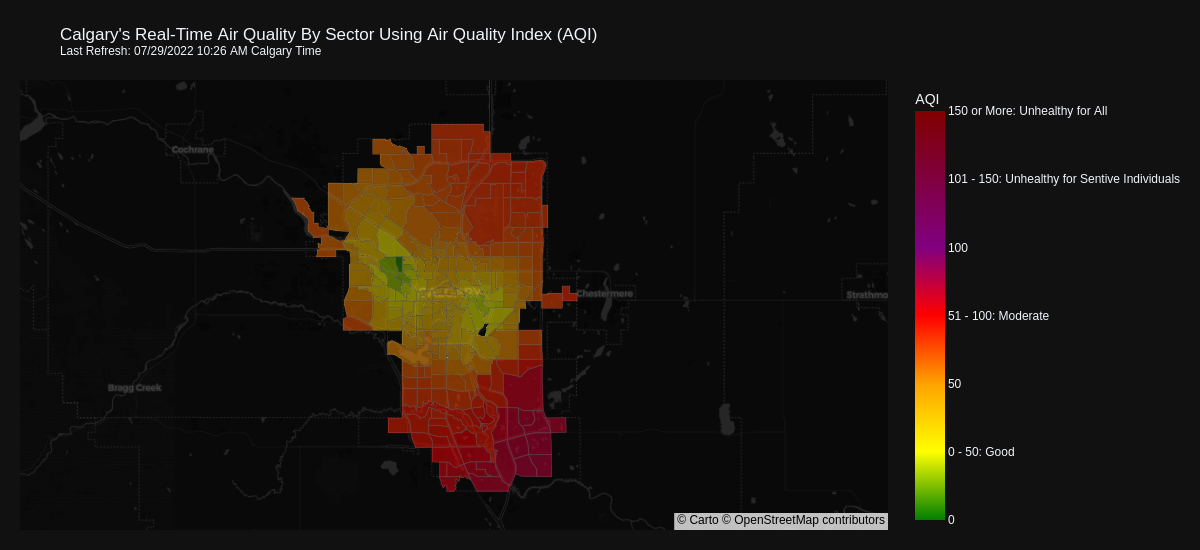 Calgary's Real-Time Air Quality By Sector Using Air Quality Index (AQI)
Last Refresh: 07/29/2022 10:26 AM Calgary Time
AQI
150 or More: Unhealthy for All
101 - 150: Unhealthy for Sentive Individuals
100
51 - 100: Moderate
50
0 - 50: Good
0
Cochrane
Chestermere
Strathmo
Bragg Creek
© Carto © OpenStreetMap contributors